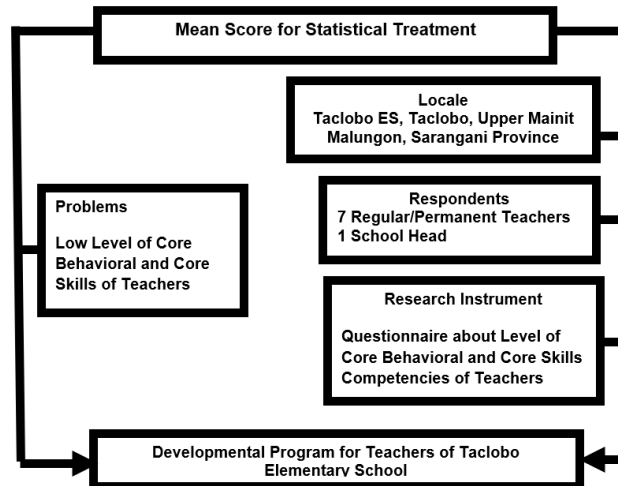 Mean Score for Statistical Treatment
Locale
Taclobo ES, Taclobo, Upper Mainit
Malungon, Sarangani Province
Problems
Low Level of Core
Behavioral and Core
Skills of Teachers
Respondents
7 Regular/Permanent Teachers
1 School Head
Research Instrument
Questionnaire about Level of
Core Behavioral and Core Skills
Competencies of Teachers
Developmental Program for Teachers of Taclobo
Elementary School